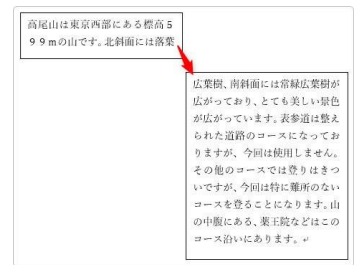 高尾山は東京西部にある標高５
９９ｍの山です。北斜面には落葉
広葉樹、南斜面には常緑広葉樹が
広がっており、とても美しい景色
が広がっています。表参道は整え
られた道路のコースになってお
りますが、今回は使用しません。
その他のコースでは登りはきつ
いですが、今回は特に難所のない
コースを登ることになります。山
の中腹にある、薬王院などはこの
コース沿いにあります。↵